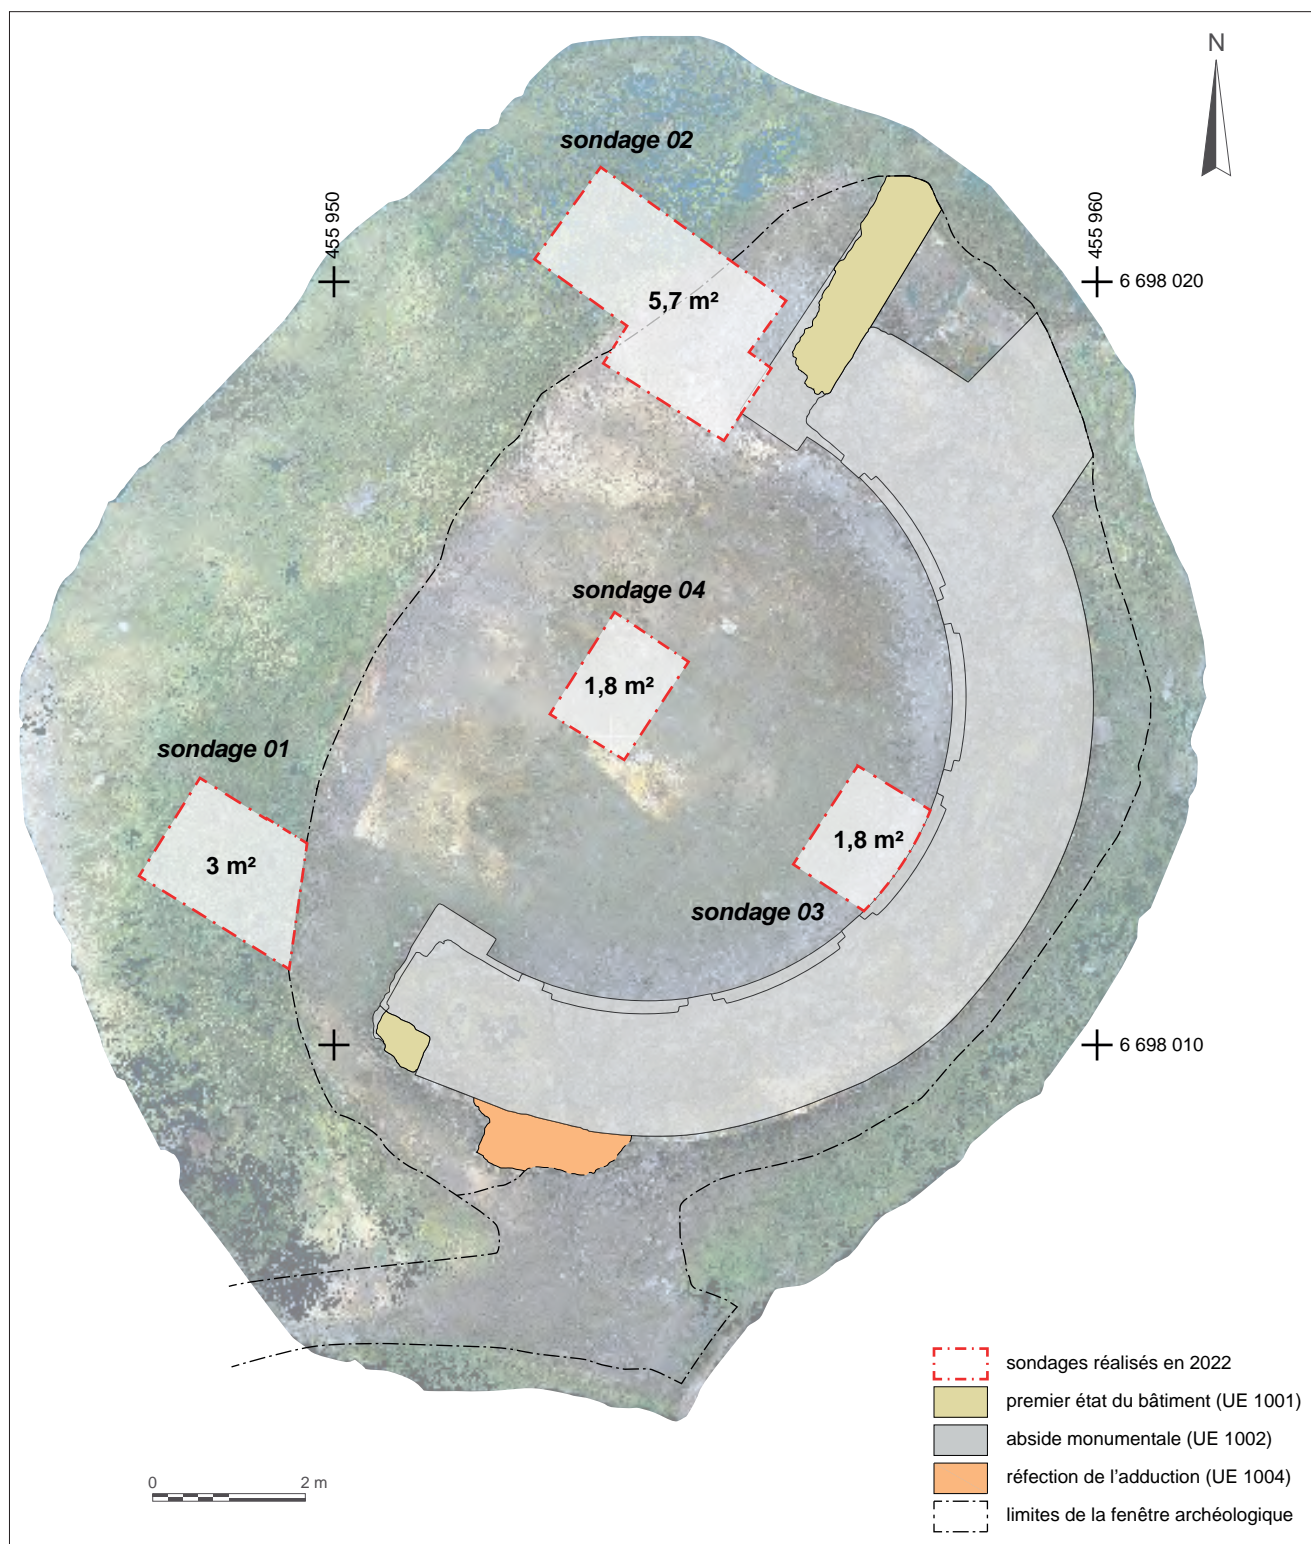 N
sondage 02
455 950
455 960
6 698 020
5,7 m²
sondage 04
1,8 m²
sondage 01
3 m²
1,8 m²
sondage 03
6 698 010
sondages réalisés en 2022
premier état du bâtiment (UE 1001)
abside monumentale (UE 1002)
réfection de l'adduction (UE 1004)
limites de la fenêtre archéologique
0 2 m